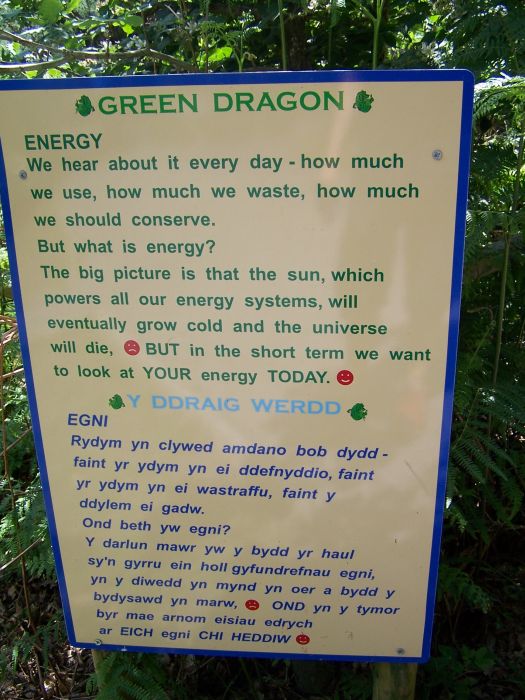 GREEN DRAGON
ENERGY
We hear about it every day - how much
we use, how much we waste, how much
we should conserve.
But what is energy?
The big picture is that the sun, which
powers all our energy systems, will
eventually grow cold and the universe
will die, BUT in the short term we want
to look at YOUR energy TODAY.
Y DDRAIG WERDD
EGNI
Rydym yn clywed amdano bob dydd -
faint yr ydym yn ei ddefnyddio, faint
yr ydym yn ei wastraffu, faint y
ddylem ei gadw.
Ond beth yw egni?
Y darlun mawr yw y bydd yr haul
sy'n gyrru ein holl gyfundrefnau egni,
yn y diwedd yn mynd yn oer a bydd y
bydysawd yn marw, OND yn y tymor
byr mae arnom eisiau edrych
ar EICH egni CHI HEDDIW